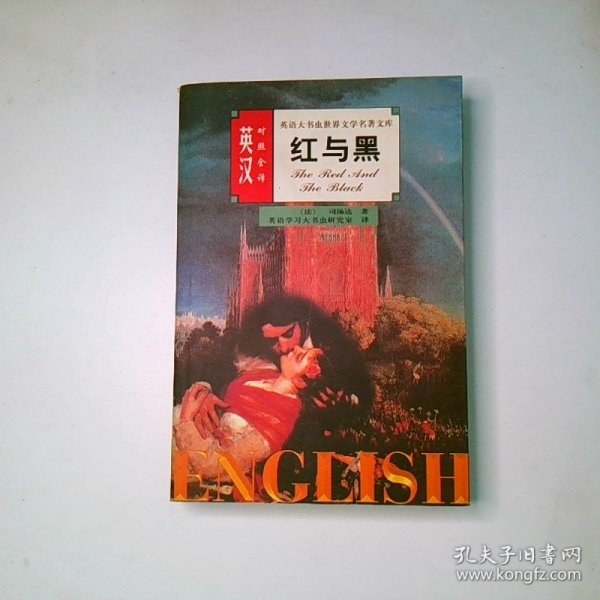 英语大书虫世界文学名著文库
英汉
对照全译
红与黑
The Red And
The Black
（法） 司汤达 著
英语学习大书虫研究室 译
ENGLISH
孔夫子旧书网
www.kongfz.com